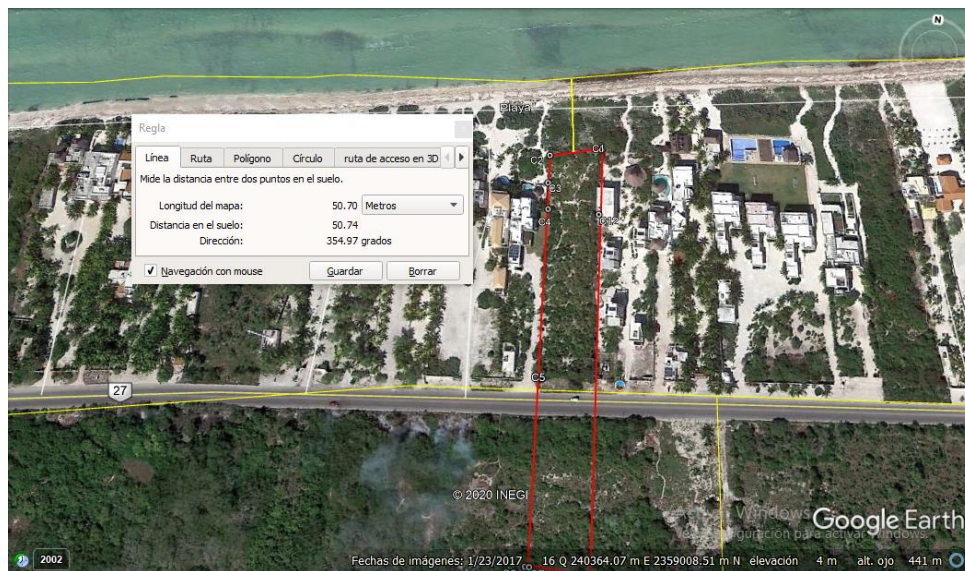 N
Playa
Regla
Línea Ruta Polígono Círculo ruta de acceso en 3D
Mide la distancia entre dos puntos en el suelo.
Longitud del mapa: 50.70 Metros
Distancia en el suelo: 50.74
Dirección: 354.97 grados
Navegación con mouse Guardar Borrar
C2
C1
C3
C4
C5
27
© 2020 INEGI
Google Earth
2002
Fechas de imágenes: 1/23/2017 16 Q 240364.07 m E 2359008.51 m N elevación 4 m alt. ojo 441 m